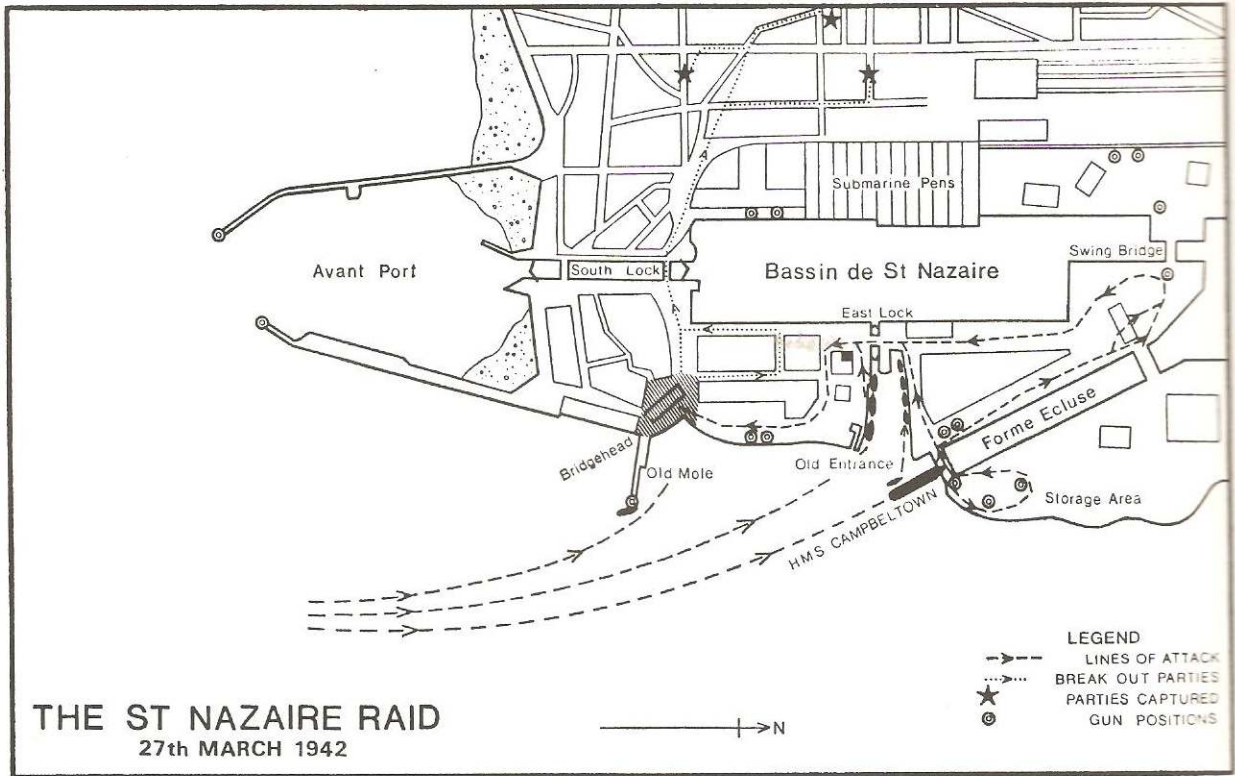 Submarine Pens
Swing Bridge
Avant Port
South Lock
Bassin de St Nazaire
East Lock
Forme Ecluse
Bridgehead
Old Mole
Old Entrance
HMS CAMPBELTOWN
Storage Area
LEGEND
LINES OF ATTACK
BREAK OUT PARTIES
PARTIES CAPTURED
GUN POSITIONS
THE ST NAZAIRE RAID
27th MARCH 1942
N